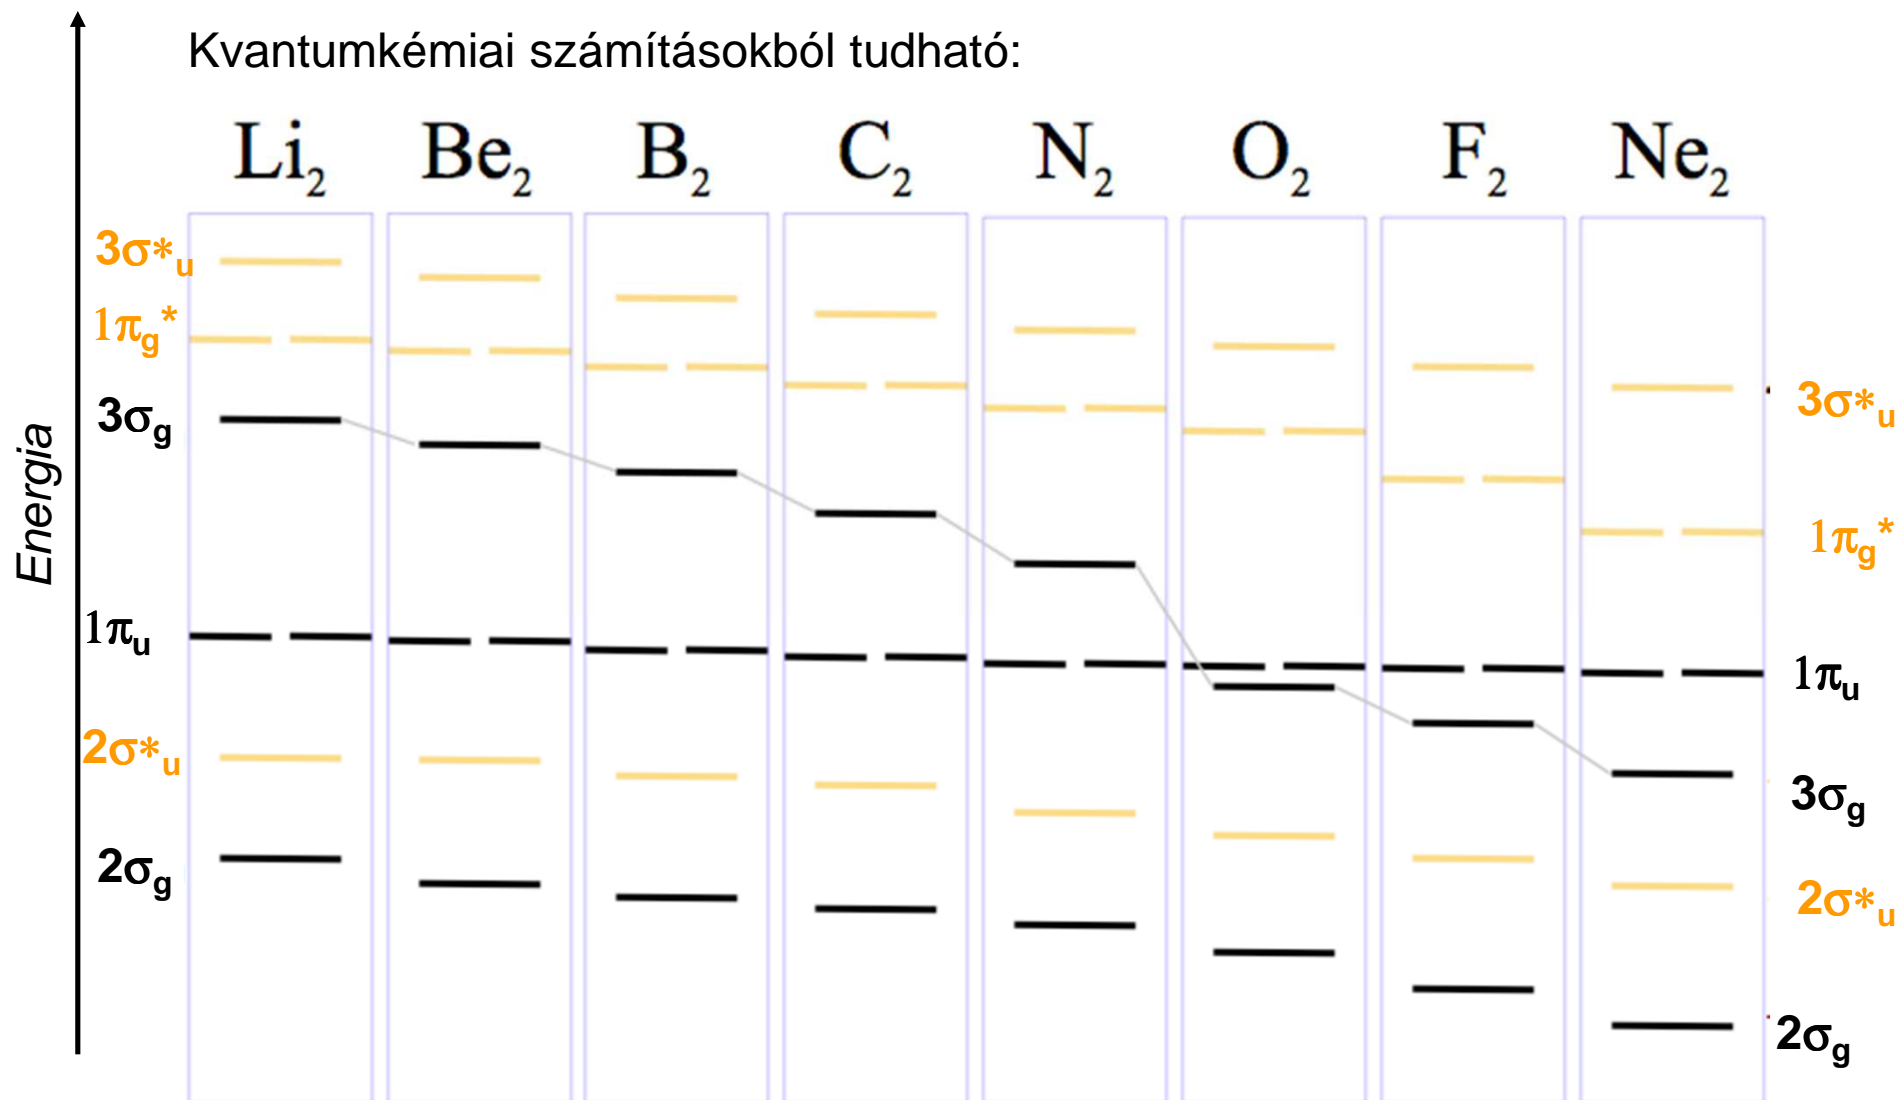 Kvantumkémiai számításokból tudható:
Li₂ Be₂ B₂ C₂ N₂ O₂ F₂ Ne₂
Energia
3σ*u
1πg*
3σg
1πu
2σ*u
2σg
3σ*u
1πg*
1πu
3σg
2σ*u
2σg